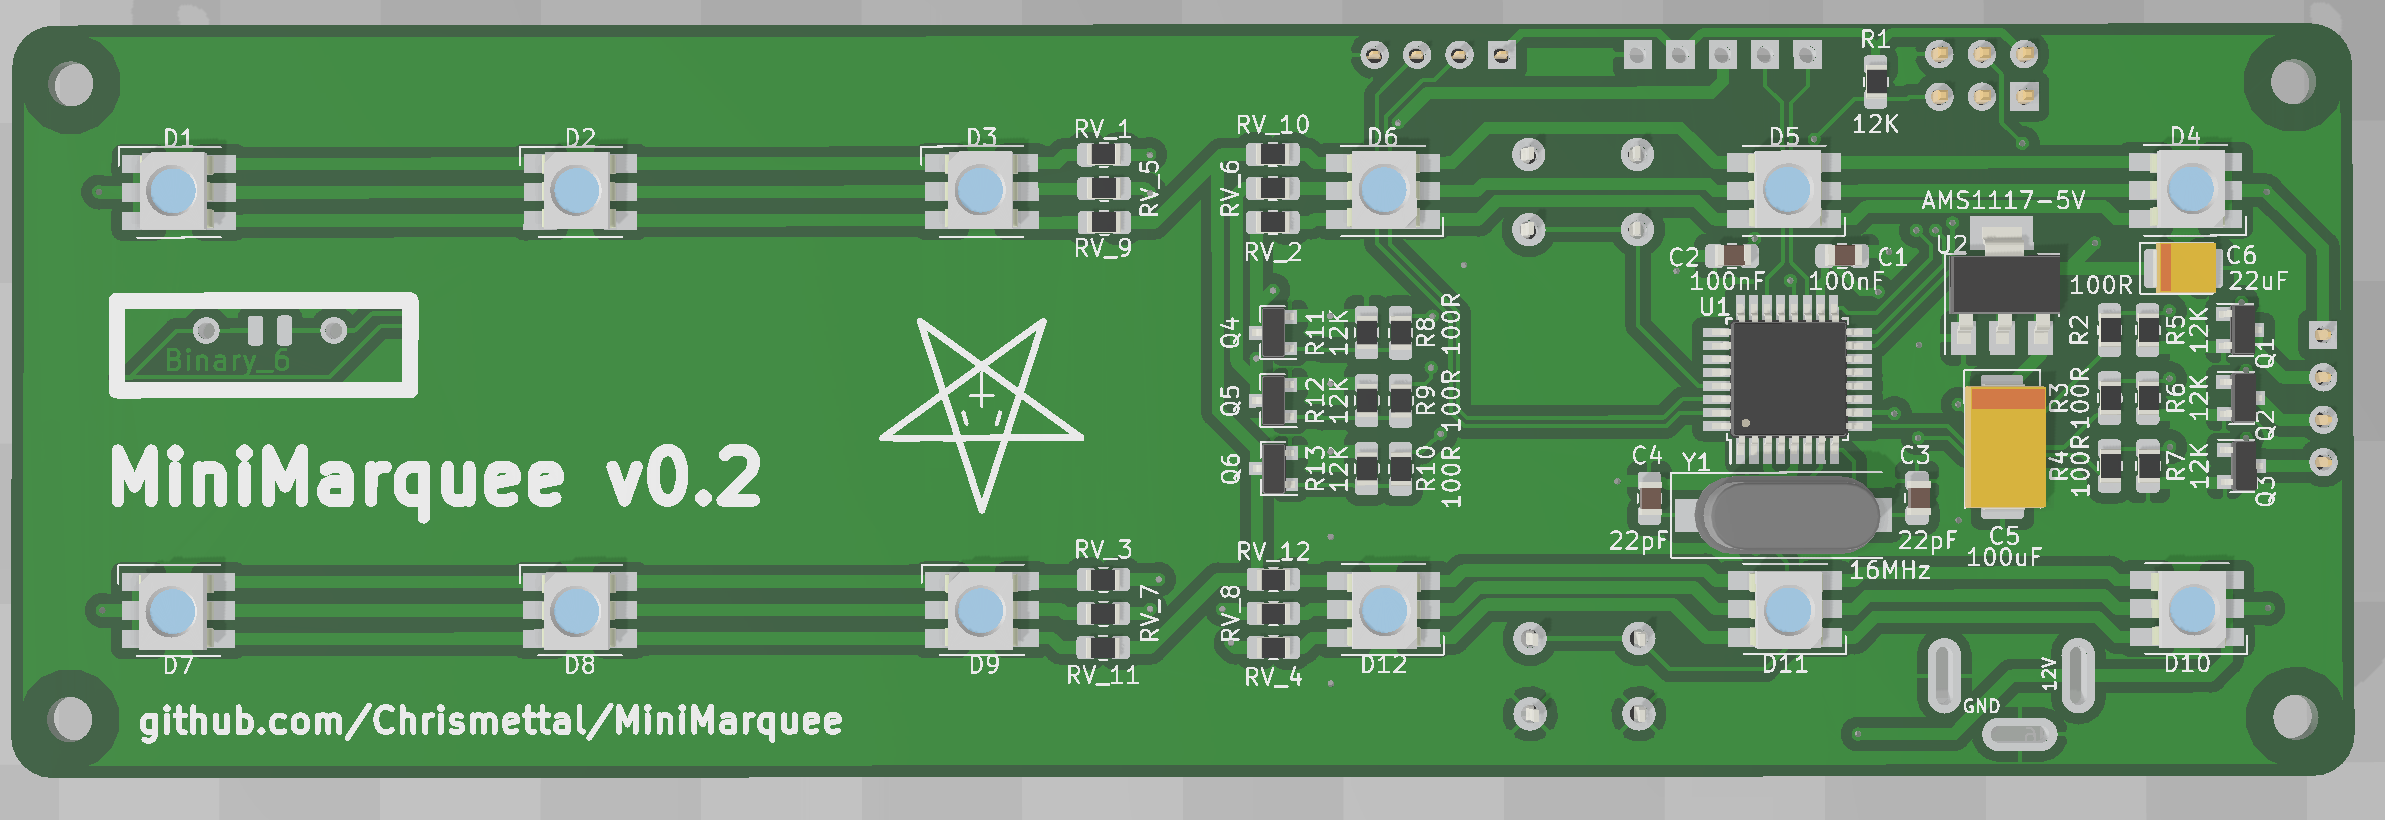 R1
12K
RV_1
RV_10
D1
D2
D3
D6
D5
D4
RV_5
RV_6
AMS1117-5V
RV_9
RV_2
U2
C2
C1
C6
100nF
100nF
22uF
100R
U1
Q4
R11
12K
R8
100R
R2
R5
12K
Q1
Binary_6
Q5
R12
12K
R9
100R
R3
100R
R6
12K
Q2
MiniMarquee v0.2
Q6
R13
12K
R10
100R
C4
Y1
C3
R4
100R
R7
12K
Q3
22pF
22pF
C5
100uF
16MHz
RV_3
RV_12
RV_7
RV_8
D7
D8
D9
RV_11
RV_4
D12
D11
D10
12V
GND
github.com/Chrismettal/MiniMarquee